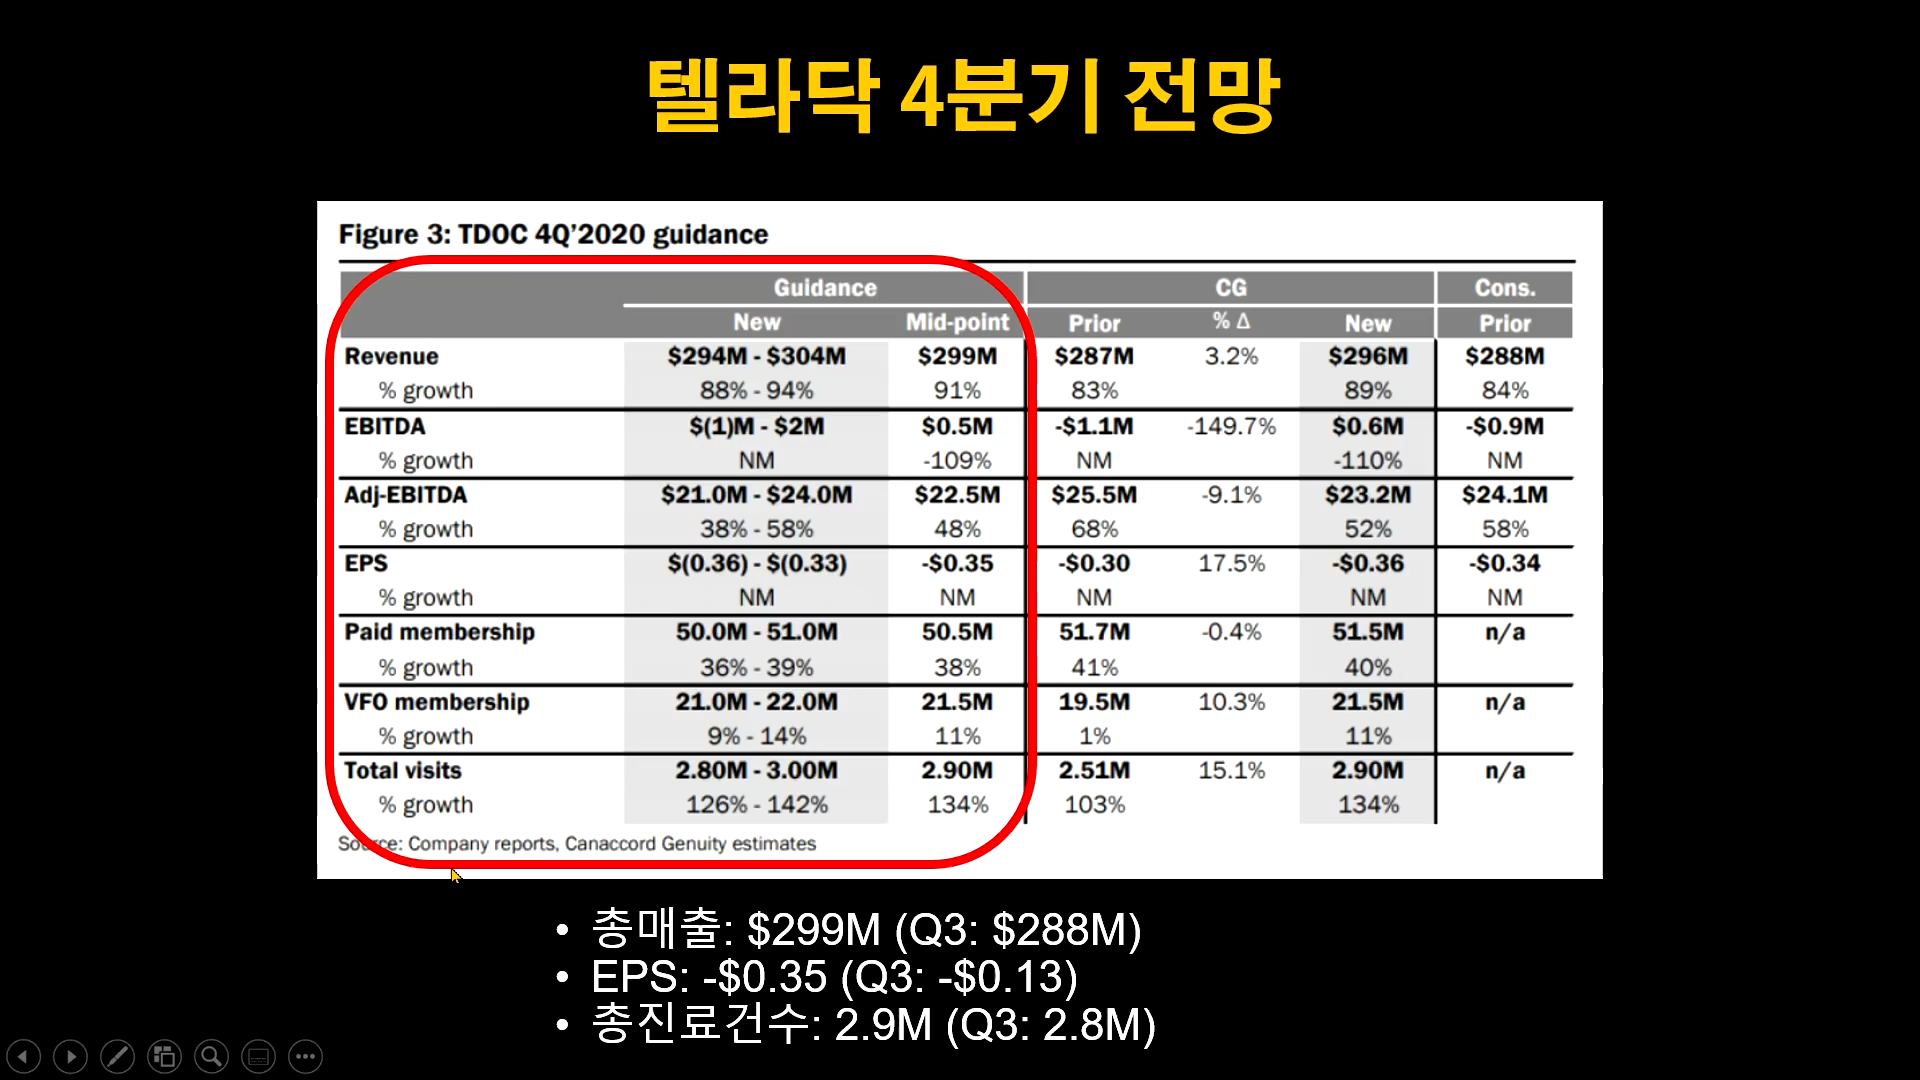 텔라닥 4분기 전망
Figure 3: TDOC 4Q'2020 guidance
Guidance CG Cons.
New Mid-point Prior % Δ New Prior
Revenue $294M - $304M $299M $287M 3.2% $296M $288M
% growth 88% - 94% 91% 83% 89% 84%
EBITDA $(1)M - $2M $0.5M -$1.1M -149.7% $0.6M -$0.9M
% growth NM -109% NM -110% NM
Adj-EBITDA $21.0M - $24.0M $22.5M $25.5M -9.1% $23.2M $24.1M
% growth 38% - 58% 48% 68% 52% 58%
EPS $(0.36) - $(0.33) -$0.35 -$0.30 17.5% -$0.36 -$0.34
% growth NM NM NM NM NM
Paid membership 50.0M - 51.0M 50.5M 51.7M -0.4% 51.5M n/a
% growth 36% - 39% 38% 41% 40%
VFO membership 21.0M - 22.0M 21.5M 19.5M 10.3% 21.5M n/a
% growth 9% - 14% 11% 1% 11%
Total visits 2.80M - 3.00M 2.90M 2.51M 15.1% 2.90M n/a
% growth 126% - 142% 134% 103% 134%
Source: Company reports, Canaccord Genuity estimates
• 총매출: $299M (Q3: $288M)
• EPS: -$0.35 (Q3: -$0.13)
• 총진료건수: 2.9M (Q3: 2.8M)